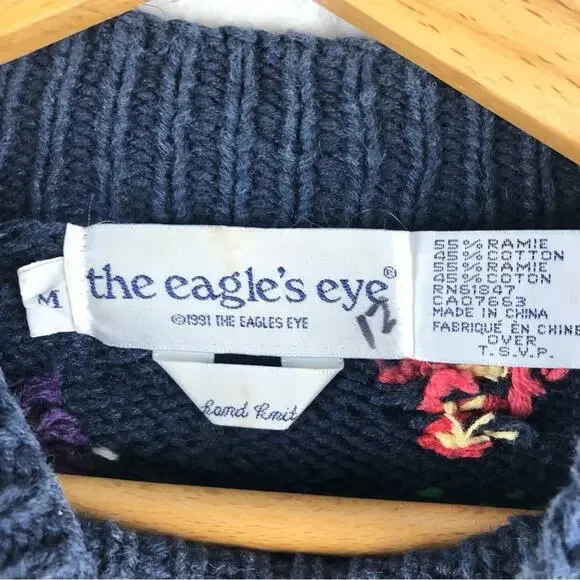 M
the eagle's eye®
©1991 THE EAGLES EYE
12
hand knit
55% RAMIE
45% COTTON
55% RAMIE
45% COTON
RN61847
CA07663
MADE IN CHINA
FABRIQUÉ EN CHINE
OVER
T.S.V.P.